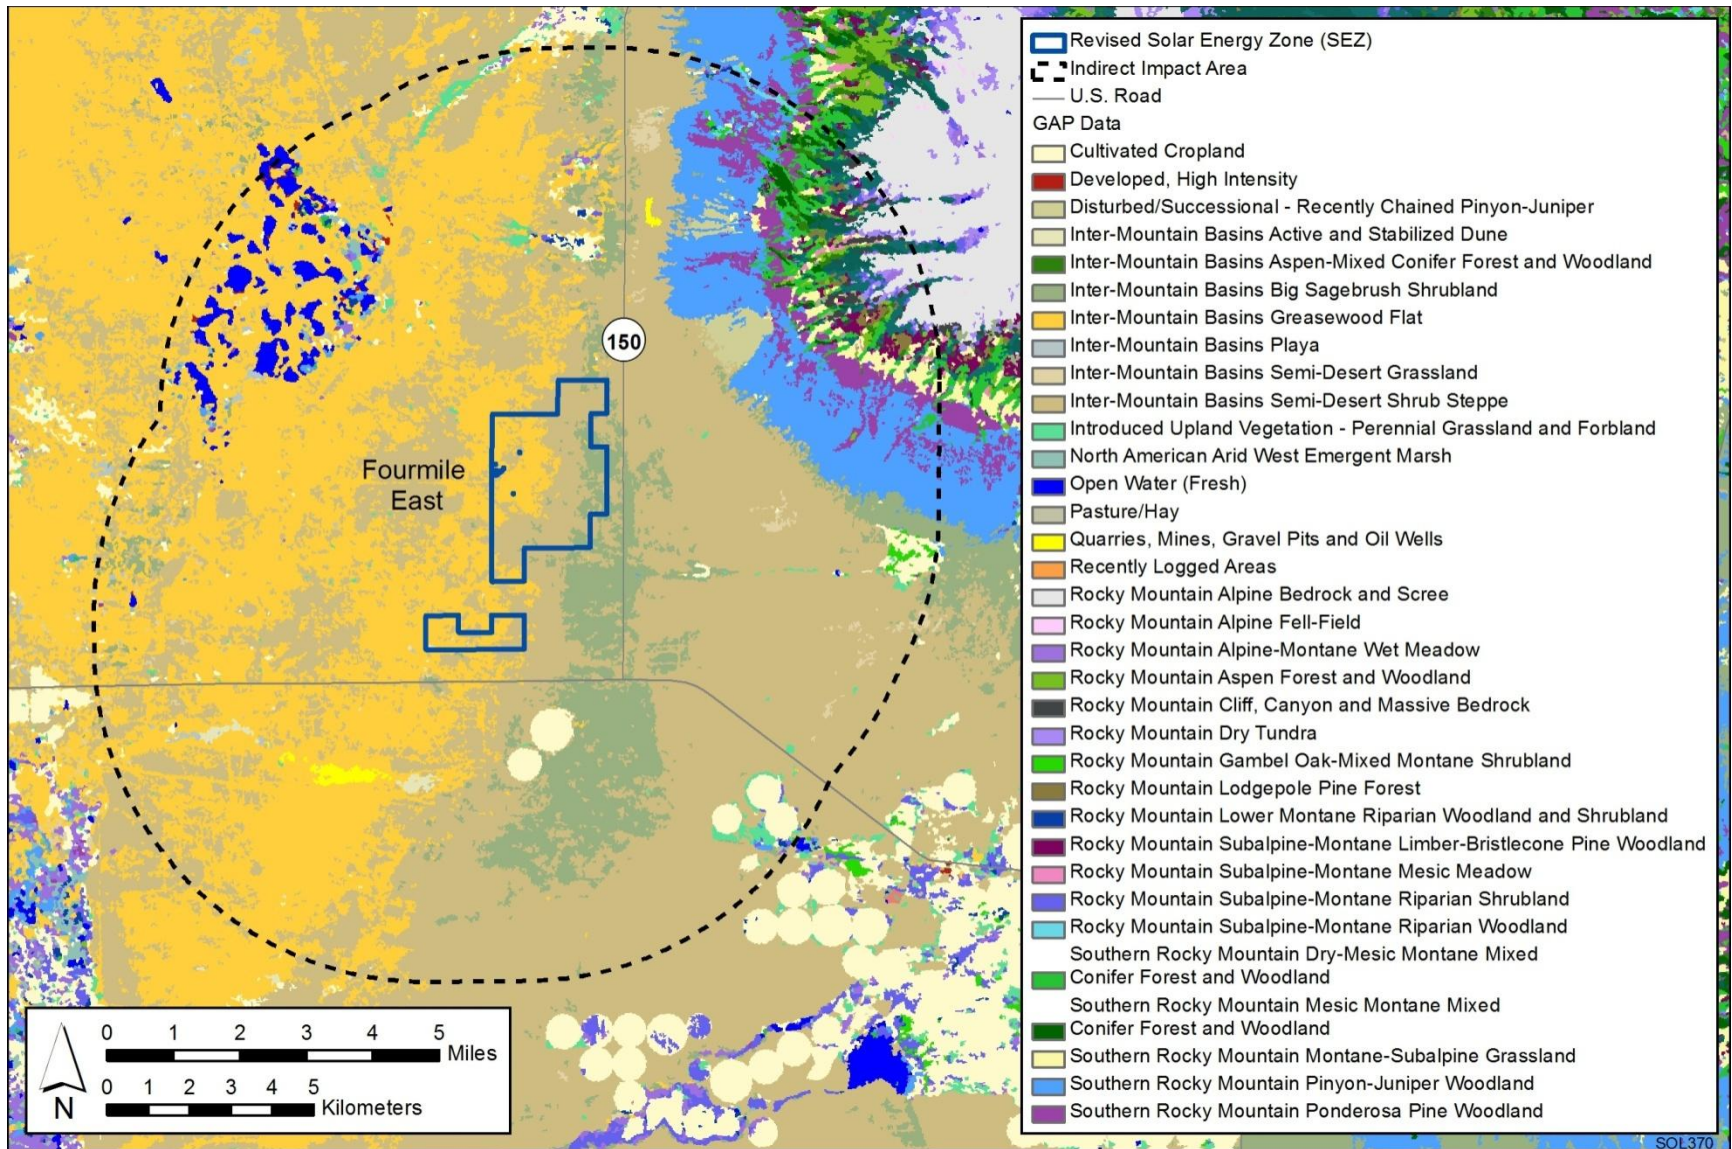 150
Fourmile
East
Revised Solar Energy Zone (SEZ)
Indirect Impact Area
U.S. Road
GAP Data
Cultivated Cropland
Developed, High Intensity
Disturbed/Successional - Recently Chained Pinyon-Juniper
Inter-Mountain Basins Active and Stabilized Dune
Inter-Mountain Basins Aspen-Mixed Conifer Forest and Woodland
Inter-Mountain Basins Big Sagebrush Shrubland
Inter-Mountain Basins Greasewood Flat
Inter-Mountain Basins Playa
Inter-Mountain Basins Semi-Desert Grassland
Inter-Mountain Basins Semi-Desert Shrub Steppe
Introduced Upland Vegetation - Perennial Grassland and Forbland
North American Arid West Emergent Marsh
Open Water (Fresh)
Pasture/Hay
Quarries, Mines, Gravel Pits and Oil Wells
Recently Logged Areas
Rocky Mountain Alpine Bedrock and Scree
Rocky Mountain Alpine Fell-Field
Rocky Mountain Alpine-Montane Wet Meadow
Rocky Mountain Aspen Forest and Woodland
Rocky Mountain Cliff, Canyon and Massive Bedrock
Rocky Mountain Dry Tundra
Rocky Mountain Gambel Oak-Mixed Montane Shrubland
Rocky Mountain Lodgepole Pine Forest
Rocky Mountain Lower Montane Riparian Woodland and Shrubland
Rocky Mountain Subalpine-Montane Limber-Bristlecone Pine Woodland
Rocky Mountain Subalpine-Montane Mesic Meadow
Rocky Mountain Subalpine-Montane Riparian Shrubland
Rocky Mountain Subalpine-Montane Riparian Woodland
Southern Rocky Mountain Dry-Mesic Montane Mixed
Conifer Forest and Woodland
Southern Rocky Mountain Mesic Montane Mixed
Conifer Forest and Woodland
Southern Rocky Mountain Montane-Subalpine Grassland
Southern Rocky Mountain Pinyon-Juniper Woodland
Southern Rocky Mountain Ponderosa Pine Woodland
0 1 2 3 4 5
Miles
0 1 2 3 4 5
Kilometers
N
SOL370